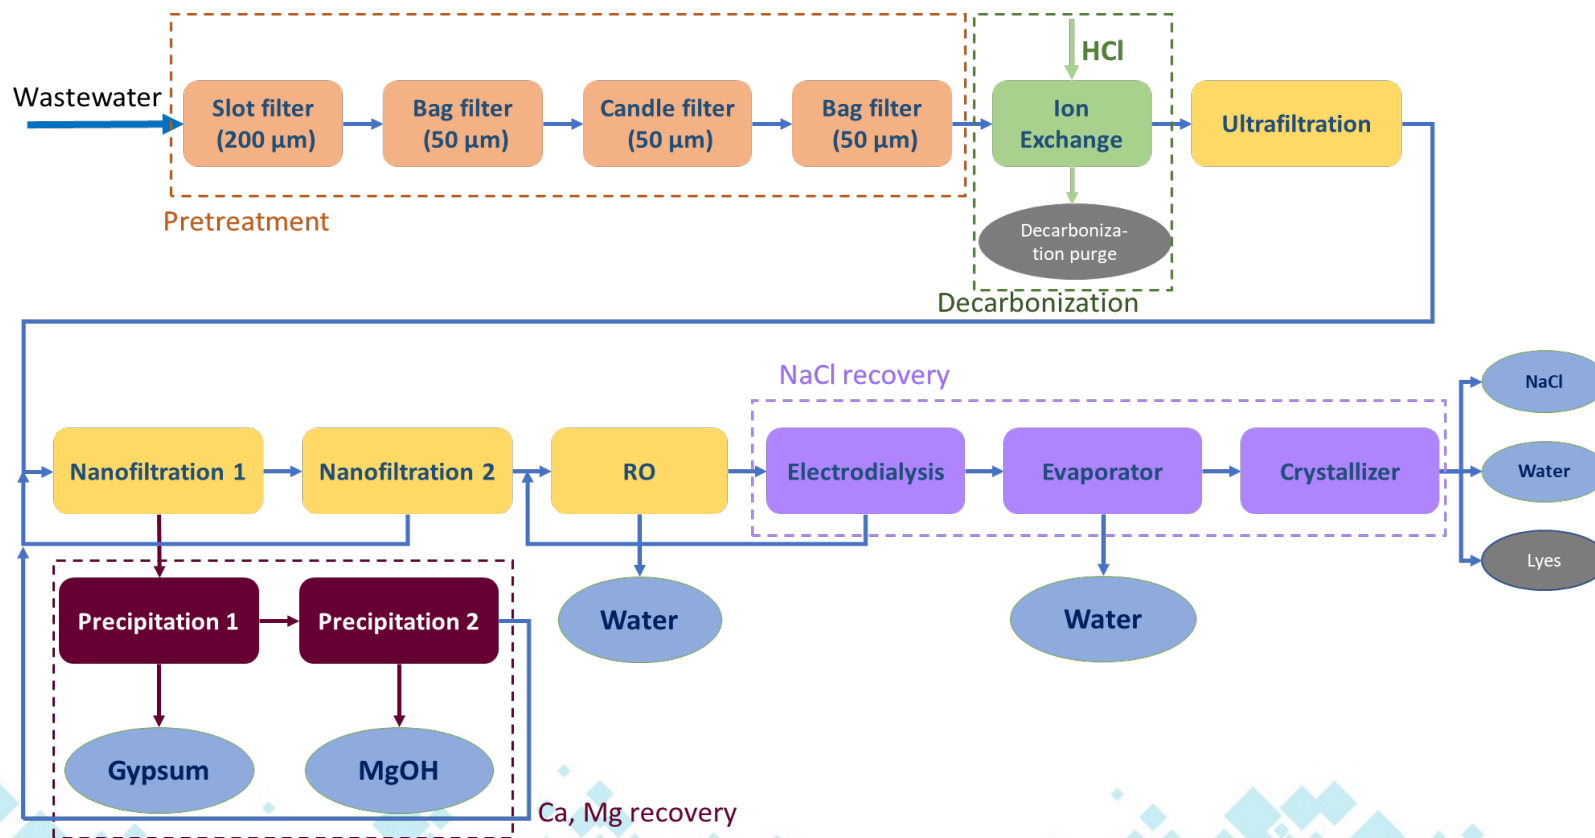 HCl
Wastewater
Slot filter
(200 µm)
Bag filter
(50 µm)
Candle filter
(50 µm)
Bag filter
(50 µm)
Ion
Exchange
Ultrafiltration
Pretreatment
Decarboniza-
tion purge
Decarbonization
NaCl recovery
NaCl
Nanofiltration 1
Nanofiltration 2
RO
Electrodialysis
Evaporator
Crystallizer
Water
Lyes
Precipitation 1
Precipitation 2
Water
Water
Gypsum
MgOH
Ca, Mg recovery